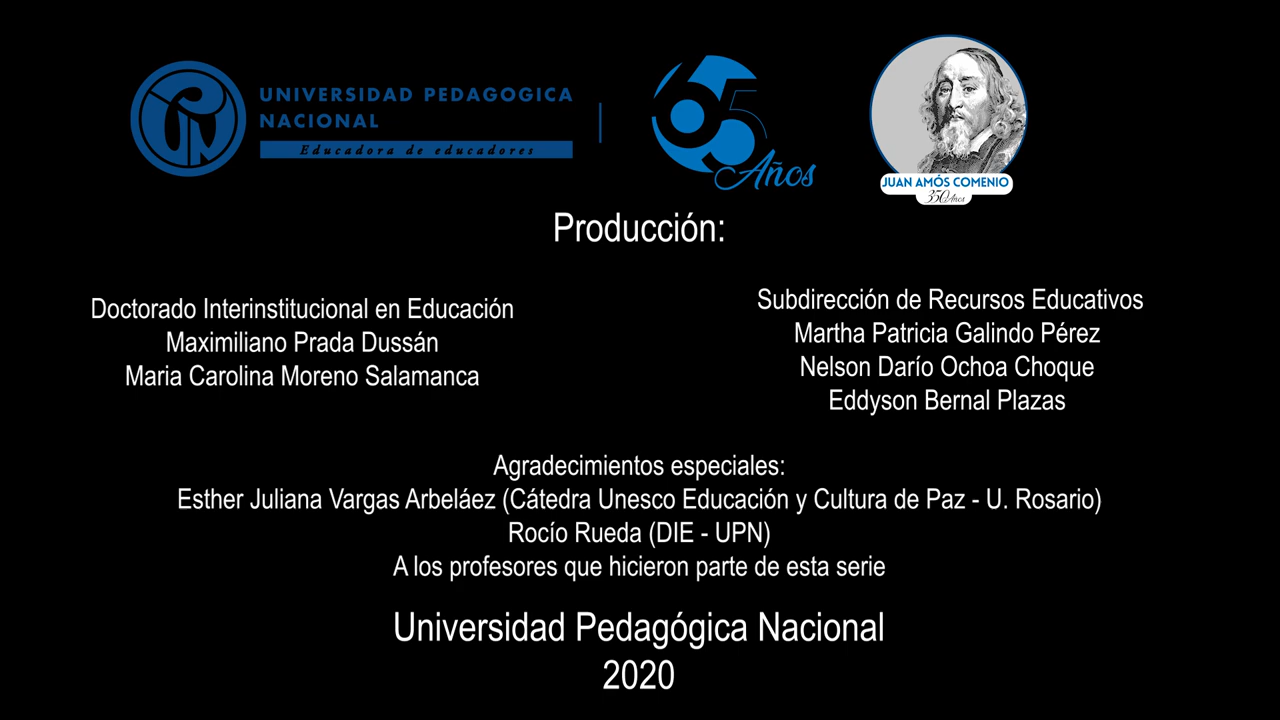 UNIVERSIDAD PEDAGOGICA
NACIONAL
Educadora de educadores
65
Años
JUAN AMÓS COMENIO
350 Años
Producción:
Doctorado Interinstitucional en Educación
Maximiliano Prada Dussán
Maria Carolina Moreno Salamanca
Subdirección de Recursos Educativos
Martha Patricia Galindo Pérez
Nelson Darío Ochoa Choque
Eddyson Bernal Plazas
Agradecimientos especiales:
Esther Juliana Vargas Arbeláez (Cátedra Unesco Educación y Cultura de Paz - U. Rosario)
Rocío Rueda (DIE - UPN)
A los profesores que hicieron parte de esta serie
Universidad Pedagógica Nacional
2020